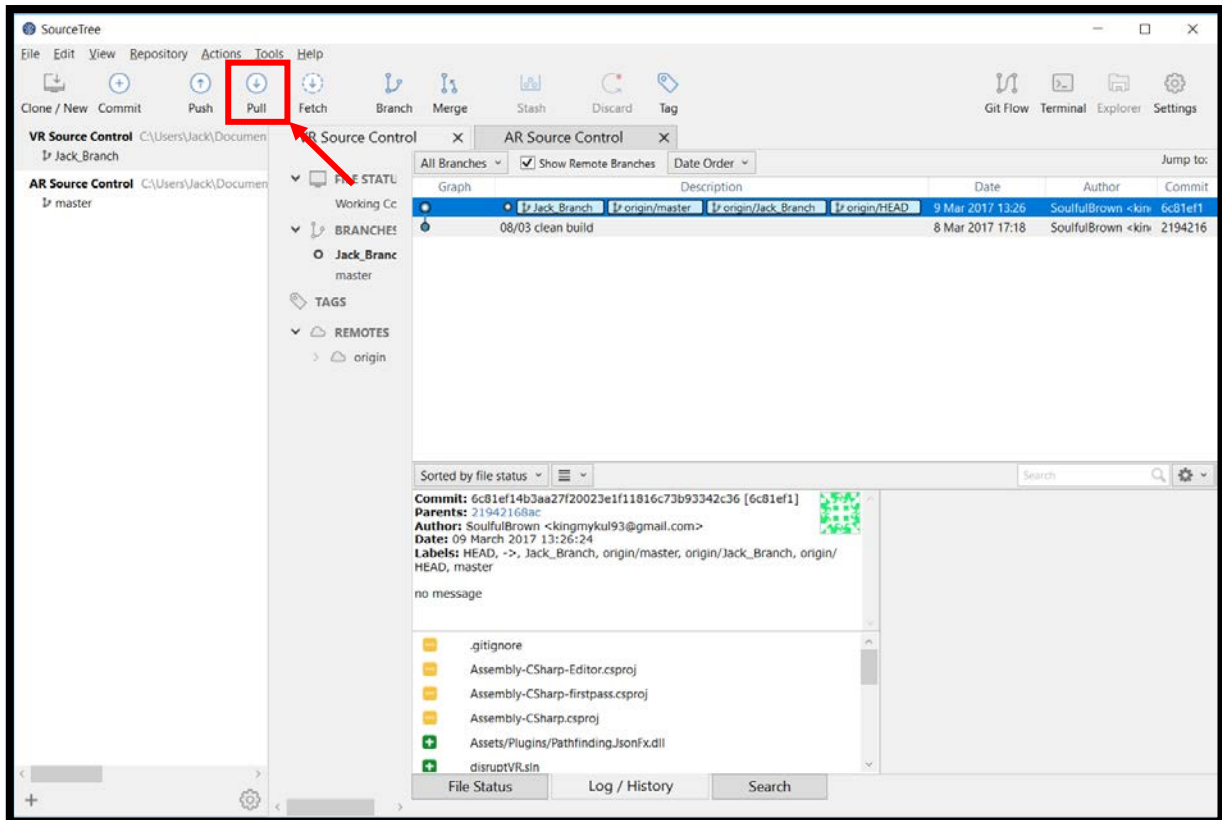 SourceTree
File Edit View Repository Actions Tools Help
Clone / New Commit Push Pull Fetch Branch Merge Stash Discard Tag Git Flow Terminal Explorer Settings
VR Source Control C:\Users\Jack\Documen
Jack_Branch
AR Source Control C:\Users\Jack\Documen
master
VR Source Control
AR Source Control
FILE STATU
Working Cc
BRANCHES
Jack_Branc
master
TAGS
REMOTES
origin
All Branches Show Remote Branches Date Order Jump to:
Graph Description Date Author Commit
Jack_Branch origin/master origin/Jack_Branch origin/HEAD 9 Mar 2017 13:26 SoulfulBrown <kin 6c81ef1
08/03 clean build 8 Mar 2017 17:18 SoulfulBrown <kin 2194216
Sorted by file status Search
Commit: 6c81ef14b3aa27f20023e1f11816c73b93342c36 [6c81ef1]
Parents: 21942168ac
Author: SoulfulBrown <kingmykul93@gmail.com>
Date: 09 March 2017 13:26:24
Labels: HEAD, ->, Jack_Branch, origin/master, origin/Jack_Branch, origin/
HEAD, master
no message
.gitignore
Assembly-CSharp-Editor.csproj
Assembly-CSharp-firstpass.csproj
Assembly-CSharp.csproj
Assets/Plugins/Pathfinding.JsonFx.dll
disruptVR.sln
File Status Log / History Search